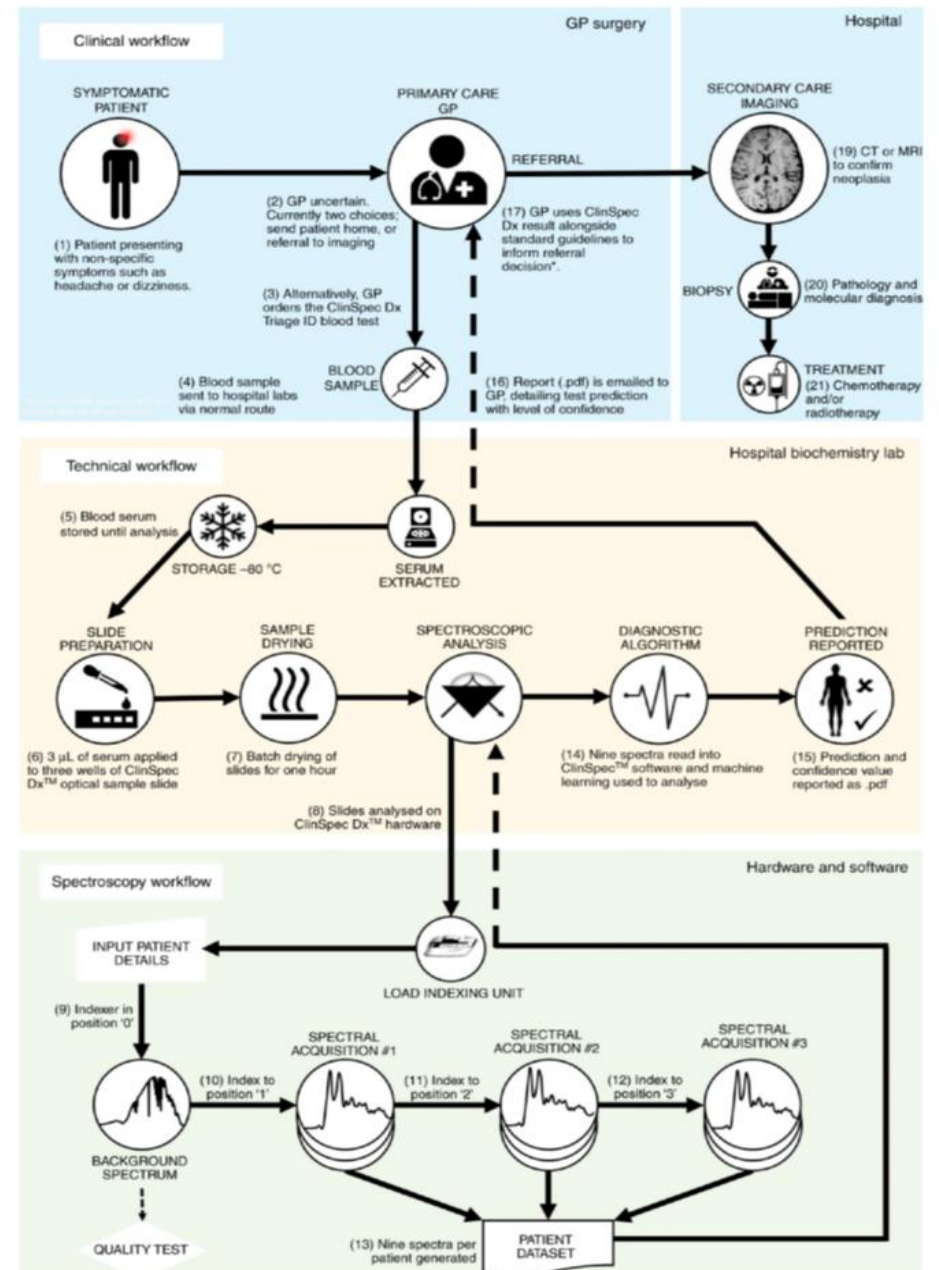 Clinical workflow
GP surgery
Hospital
SYMPTOMATIC
PATIENT
PRIMARY CARE
GP
SECONDARY CARE
IMAGING
REFERRAL
(19) CT or MRI
to confirm
neoplasia
(1) Patient presenting
with non-specific
symptoms such as
headache or dizziness.
(2) GP uncertain.
Currently two choices;
send patient home, or
referral to imaging
(17) GP uses ClinSpec
Dx result alongside
standard guidelines to
inform referral
decision*.
(3) Alternatively, GP
orders the ClinSpec Dx
Triage ID blood test
BIOPSY
(20) Pathology and
molecular diagnosis
BLOOD
SAMPLE
(4) Blood sample
sent to hospital labs
via normal route
(16) Report (.pdf) is emailed to
GP, detailing test prediction
with level of confidence
TREATMENT
(21) Chemotherapy
and/or
radiotherapy
Technical workflow
Hospital biochemistry lab
(5) Blood serum
stored until analysis
STORAGE –80 °C
SERUM
EXTRACTED
SLIDE
PREPARATION
SAMPLE
DRYING
SPECTROSCOPIC
ANALYSIS
DIAGNOSTIC
ALGORITHM
PREDICTION
REPORTED
(6) 3 µL of serum applied
to three wells of ClinSpec
Dx™ optical sample slide
(7) Batch drying of
slides for one hour
(14) Nine spectra read into
ClinSpec™ software and machine
learning used to analyse
(15) Prediction and
confidence value
reported as .pdf
(8) Slides analysed on
ClinSpec Dx™ hardware
Spectroscopy workflow
Hardware and software
INPUT PATIENT
DETAILS
LOAD INDEXING UNIT
(9) Indexer in
position '0'
SPECTRAL
ACQUISITION #1
SPECTRAL
ACQUISITION #2
SPECTRAL
ACQUISITION #3
(10) Index to
position '1'
(11) Index to
position '2'
(12) Index to
position '3'
BACKGROUND
SPECTRUM
QUALITY TEST
(13) Nine spectra per
patient generated
PATIENT
DATASET